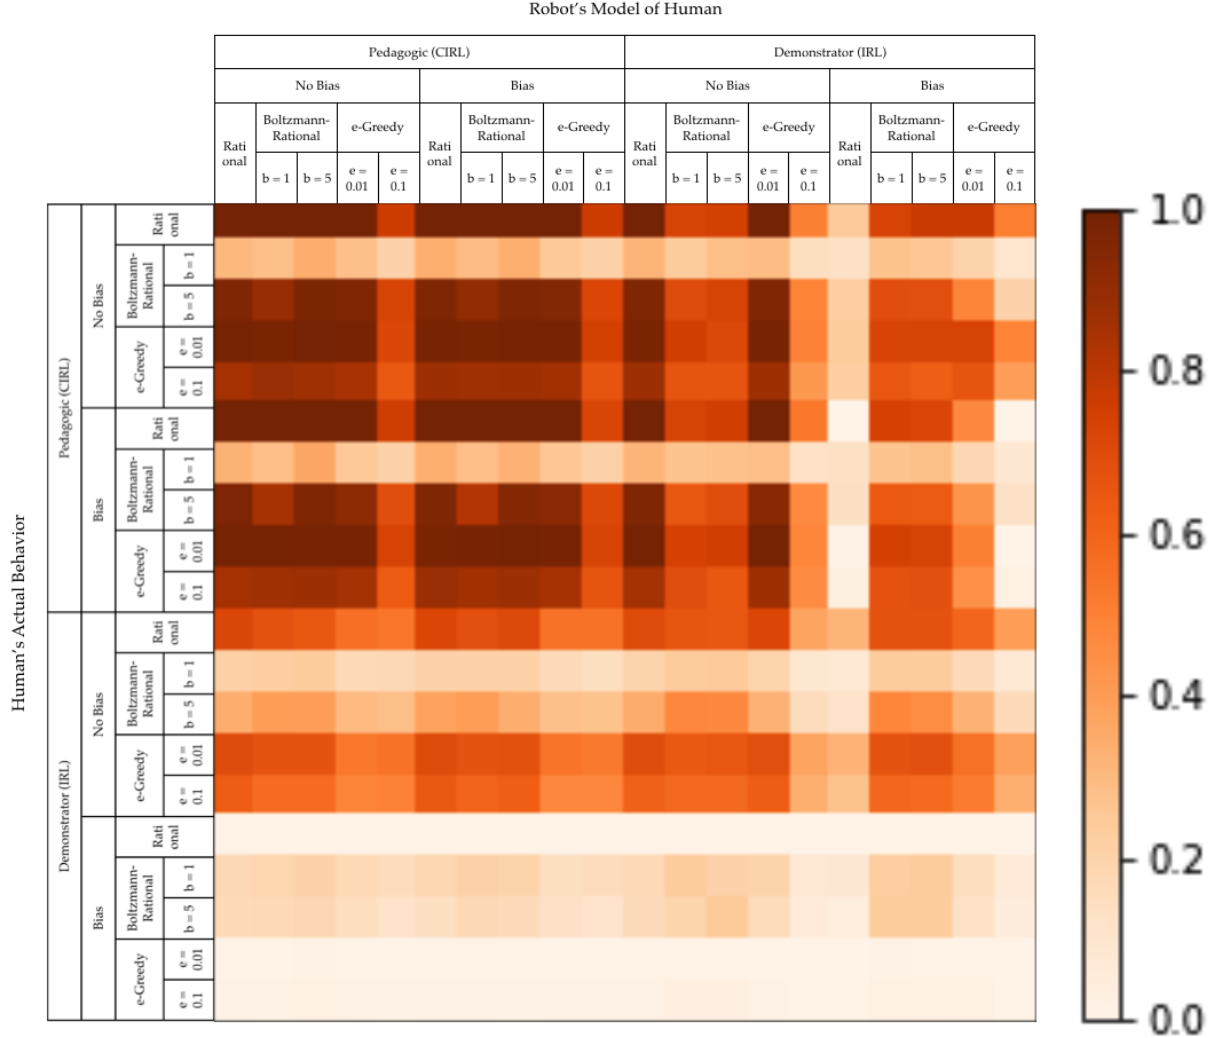 Robot's Model of Human
Pedagogic (CIRL)
Demonstrator (IRL)
No Bias
Bias
No Bias
Bias
Rati
onal
Boltzmann-
Rational
e-Greedy
Rati
onal
Boltzmann-
Rational
e-Greedy
Rati
onal
Boltzmann-
Rational
e-Greedy
Rati
onal
Boltzmann-
Rational
e-Greedy
b = 1
b = 5
e =
0.01
e =
0.1
b = 1
b = 5
e =
0.01
e =
0.1
b = 1
b = 5
e =
0.01
e =
0.1
b = 1
b = 5
e =
0.01
e =
0.1
Human's Actual Behavior
Pedagogic (CIRL)
No Bias
Rati
onal
Boltzmann-
Rational
b = 1
b = 5
e-Greedy
e =
0.01
e =
0.1
Bias
Rati
onal
Boltzmann-
Rational
b = 1
b = 5
e-Greedy
e =
0.01
e =
0.1
Demonstrator (IRL)
No Bias
Rati
onal
Boltzmann-
Rational
b = 1
b = 5
e-Greedy
e =
0.01
e =
0.1
Bias
Rati
onal
Boltzmann-
Rational
b = 1
b = 5
e-Greedy
e =
0.01
e =
0.1
1.0
0.8
0.6
0.4
0.2
0.0